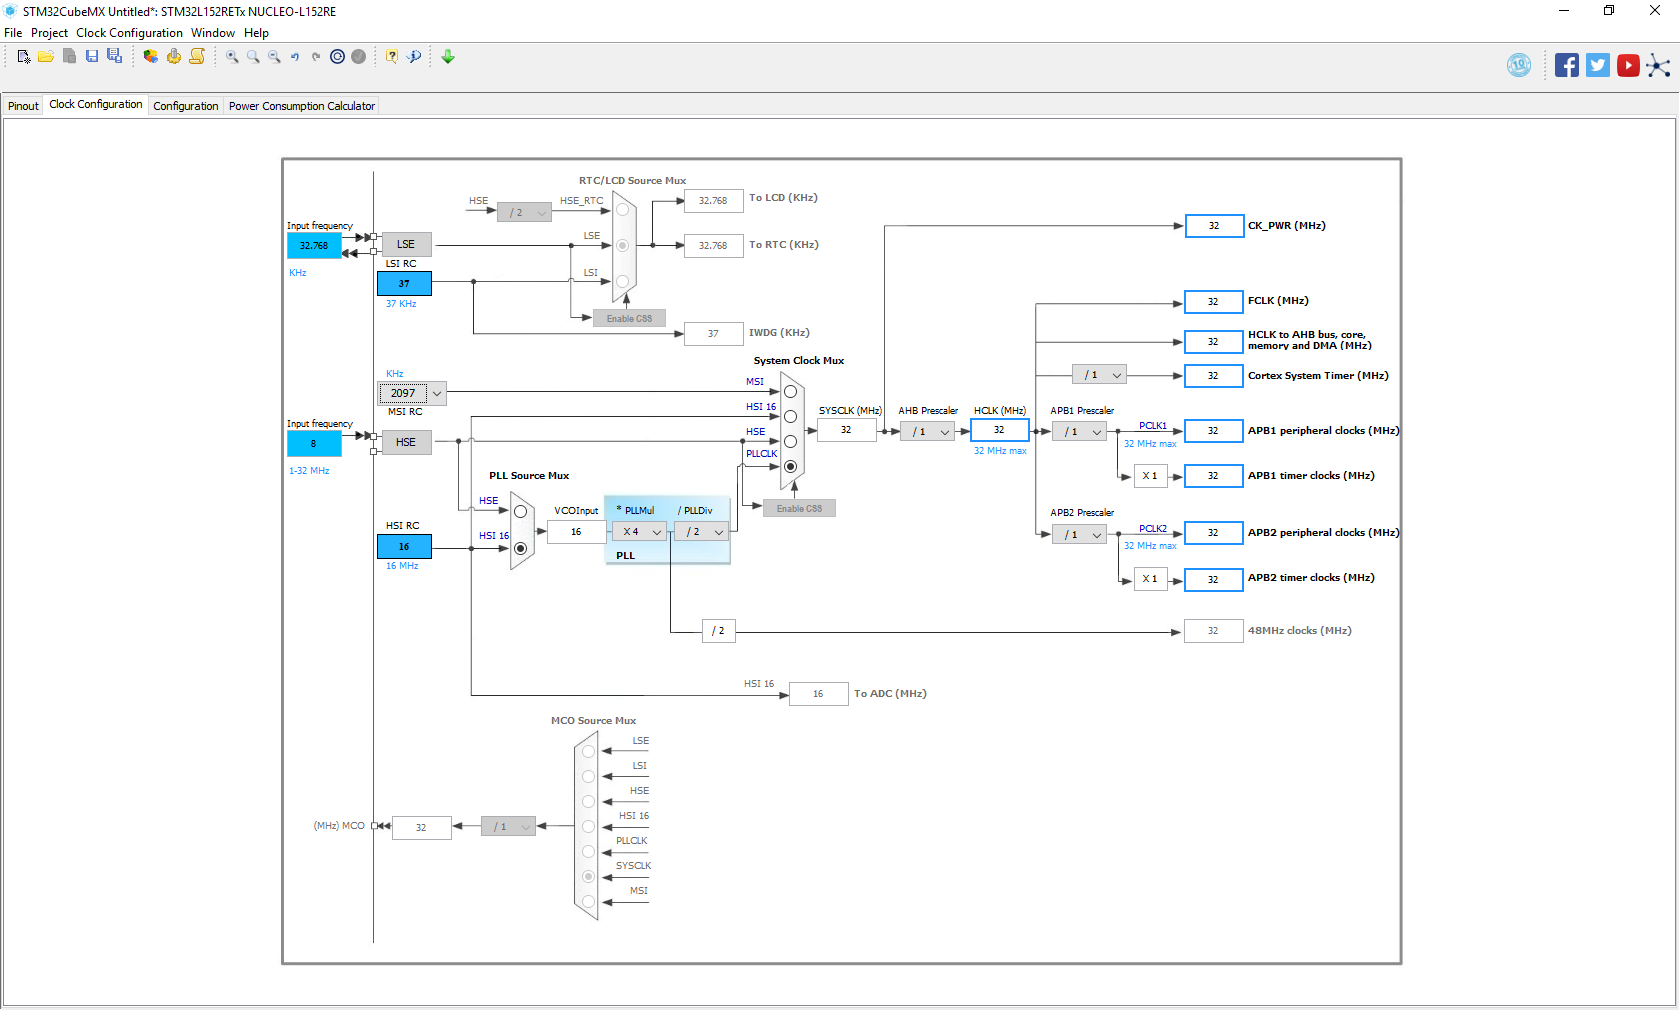 STM32CubeMX Untitled*: STM32L152RETx NUCLEO-L152RE
File Project Clock Configuration Window Help
10
Pinout Clock Configuration Configuration Power Consumption Calculator
RTC/LCD Source Mux
HSE / 2 HSE_RTC 32.768 To LCD (KHz)
Input frequency
32.768 LSE LSE 32.768 To RTC (KHz)
KHz
LSI RC
37 LSI
37 KHz
Enable CSS
37 IWDG (KHz)
32 CK_PWR (MHz)
32 FCLK (MHz)
32 HCLK to AHB bus, core,
memory and DMA (MHz)
System Clock Mux
KHz
2097 MSI
MSI RC
/ 1 32 Cortex System Timer (MHz)
HSI 16
Input frequency
8 HSE HSE
1-32 MHz
PLLCLK
SYSCLK (MHz) AHB Prescaler HCLK (MHz) APB1 Prescaler
32 / 1 32 / 1 PCLK1 32 APB1 peripheral clocks (MHz)
32 MHz max 32 MHz max
X 1 32 APB1 timer clocks (MHz)
Enable CSS
PLL Source Mux
HSE
VCOInput * PLLMul / PLLDiv
HSI RC
16 HSI 16 16 X 4 / 2
16 MHz
PLL
APB2 Prescaler
/ 1 PCLK2 32 APB2 peripheral clocks (MHz)
32 MHz max
X 1 32 APB2 timer clocks (MHz)
/ 2 32 48MHz clocks (MHz)
HSI 16 16 To ADC (MHz)
MCO Source Mux
LSE
LSI
HSE
HSI 16
(MHz) MCO 32 / 1
PLLCLK
SYSCLK
MSI